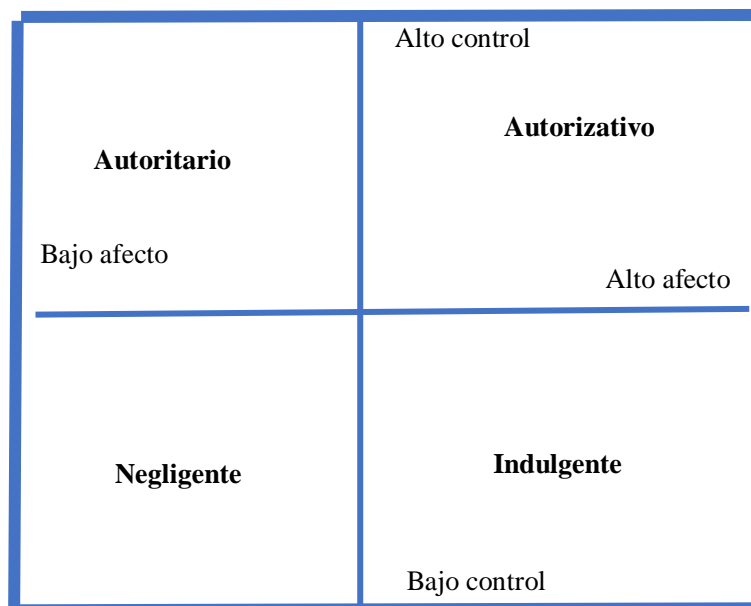 Alto control
Autorizativo
Autoritario
Bajo afecto
Alto afecto
Negligente
Indulgente
Bajo control